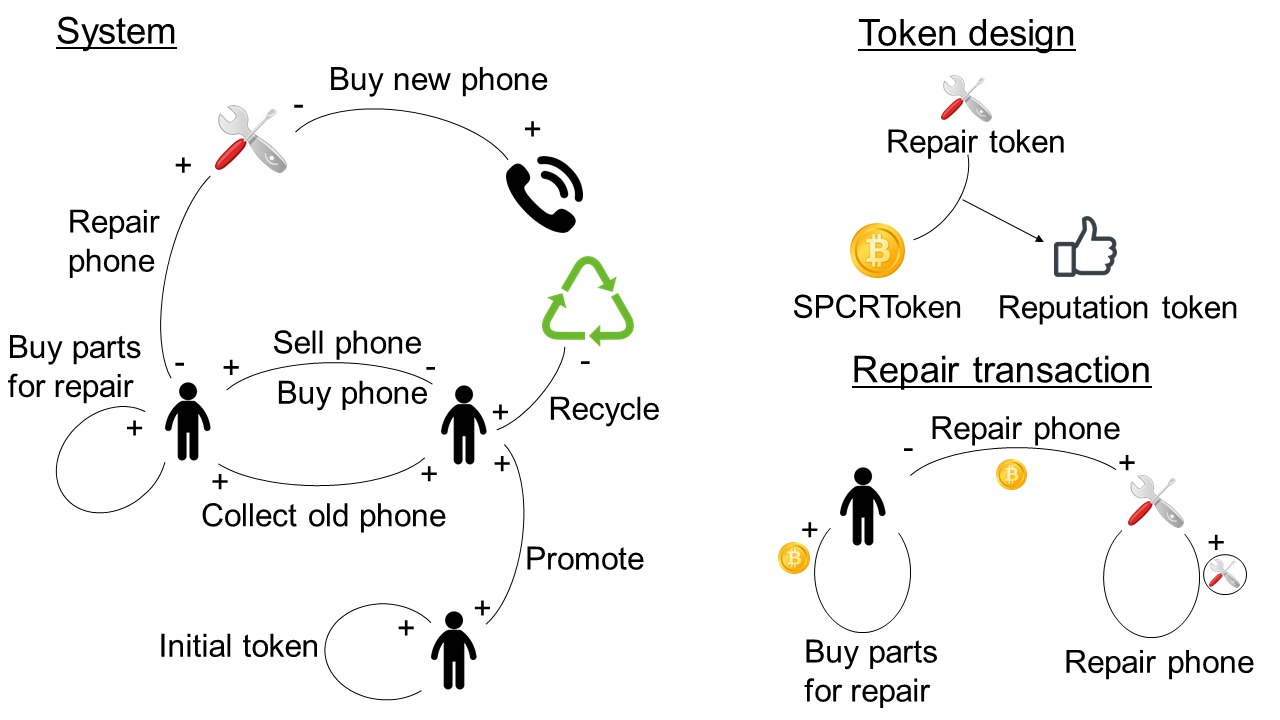 System
Buy new phone
-
+
+
Repair
phone
Buy parts
for repair
-
+
Sell phone
-
Buy phone
+
+
-
Recycle
+
+
+
Collect old phone
Promote
+
+
Initial token
Token design
Repair token
SPCRToken
Reputation token
Repair transaction
Repair phone
-
+
+
+
Buy parts
for repair
Repair phone